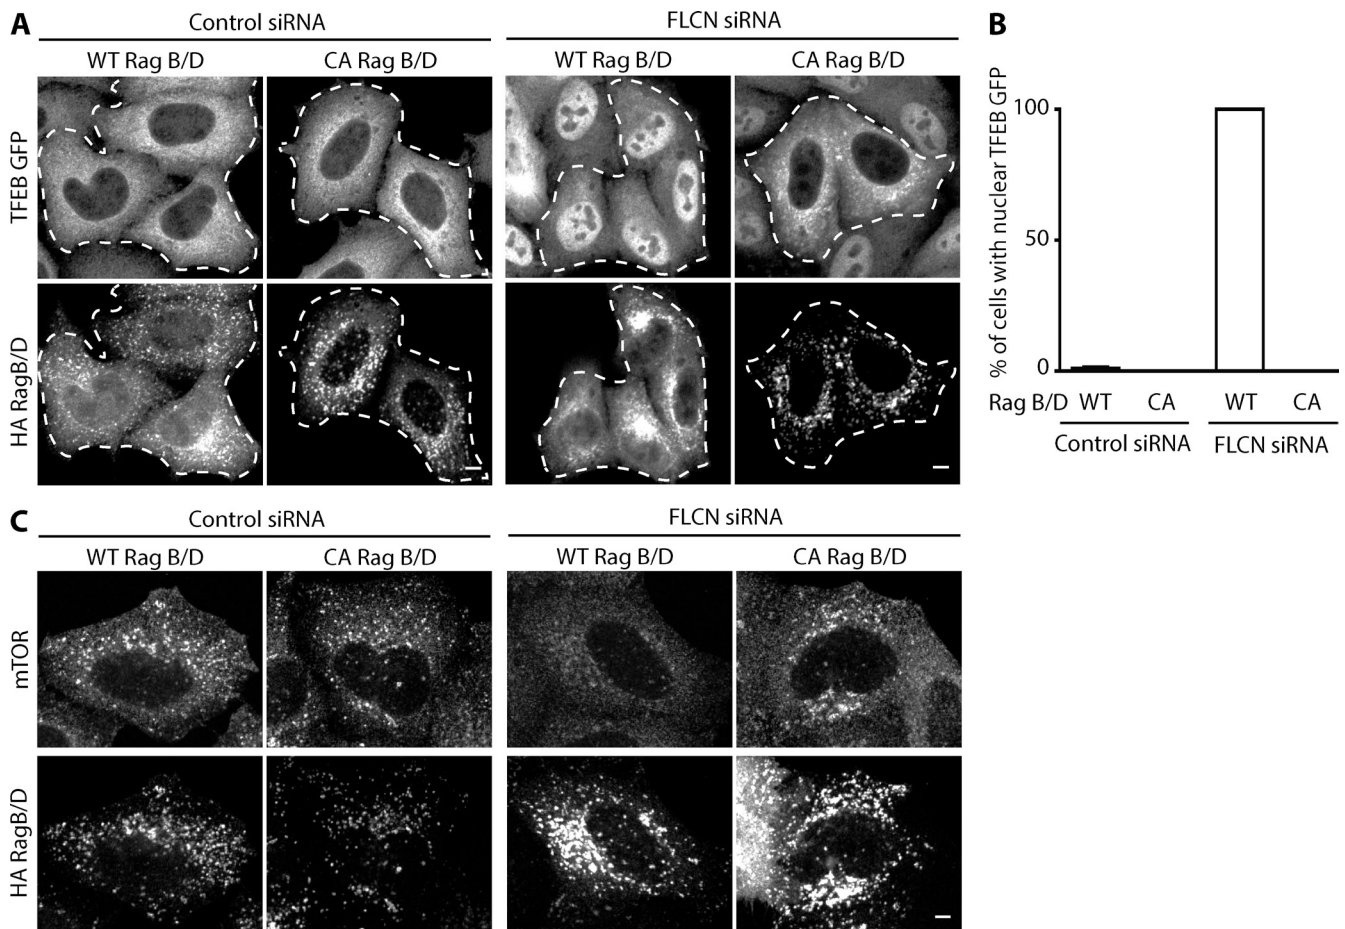 A
Control siRNA
FLCN siRNA
WT Rag B/D
CA Rag B/D
WT Rag B/D
CA Rag B/D
TFEB GFP
HA RagB/D
B
% of cells with nuclear TFEB GFP
100
50
0
Rag B/D WT CA WT CA
Control siRNA FLCN siRNA
C
Control siRNA
FLCN siRNA
WT Rag B/D
CA Rag B/D
WT Rag B/D
CA Rag B/D
mTOR
HA RagB/D